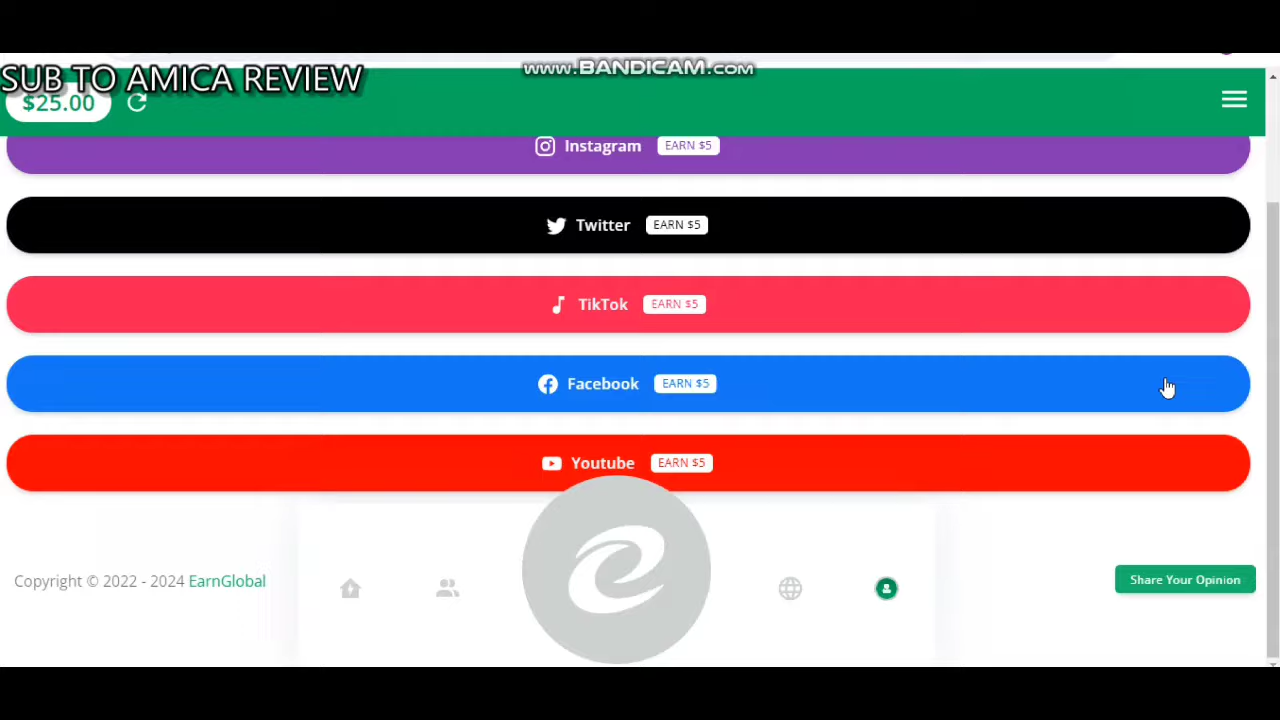 www.BANDICAM.com
SUB TO AMICA REVIEW
$25.00
Instagram EARN $5
Twitter EARN $5
TikTok EARN $5
Facebook EARN $5
Youtube EARN $5
Copyright © 2022 - 2024 EarnGlobal
Share Your Opinion